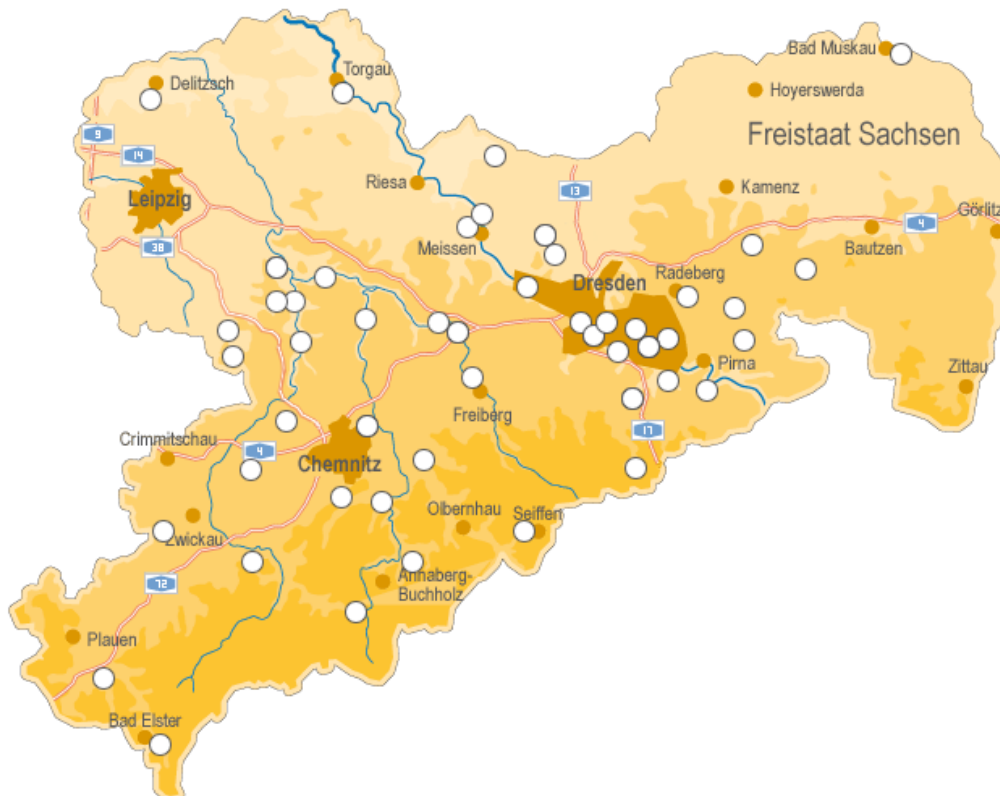 Bad Muskau
Torgau
Delitzsch
Hoyerswerda
9
Freistaat Sachsen
14
Riesa
13
Kamenz
Leipzig
Görlitz
4
38
Meissen
Bautzen
Radeberg
Dresden
Pirna
Zittau
Freiberg
17
Crimmitschau
4
Chemnitz
Olbernhau
Seiffen
Zwickau
72
Annaberg-
Buchholz
Plauen
Bad Elster